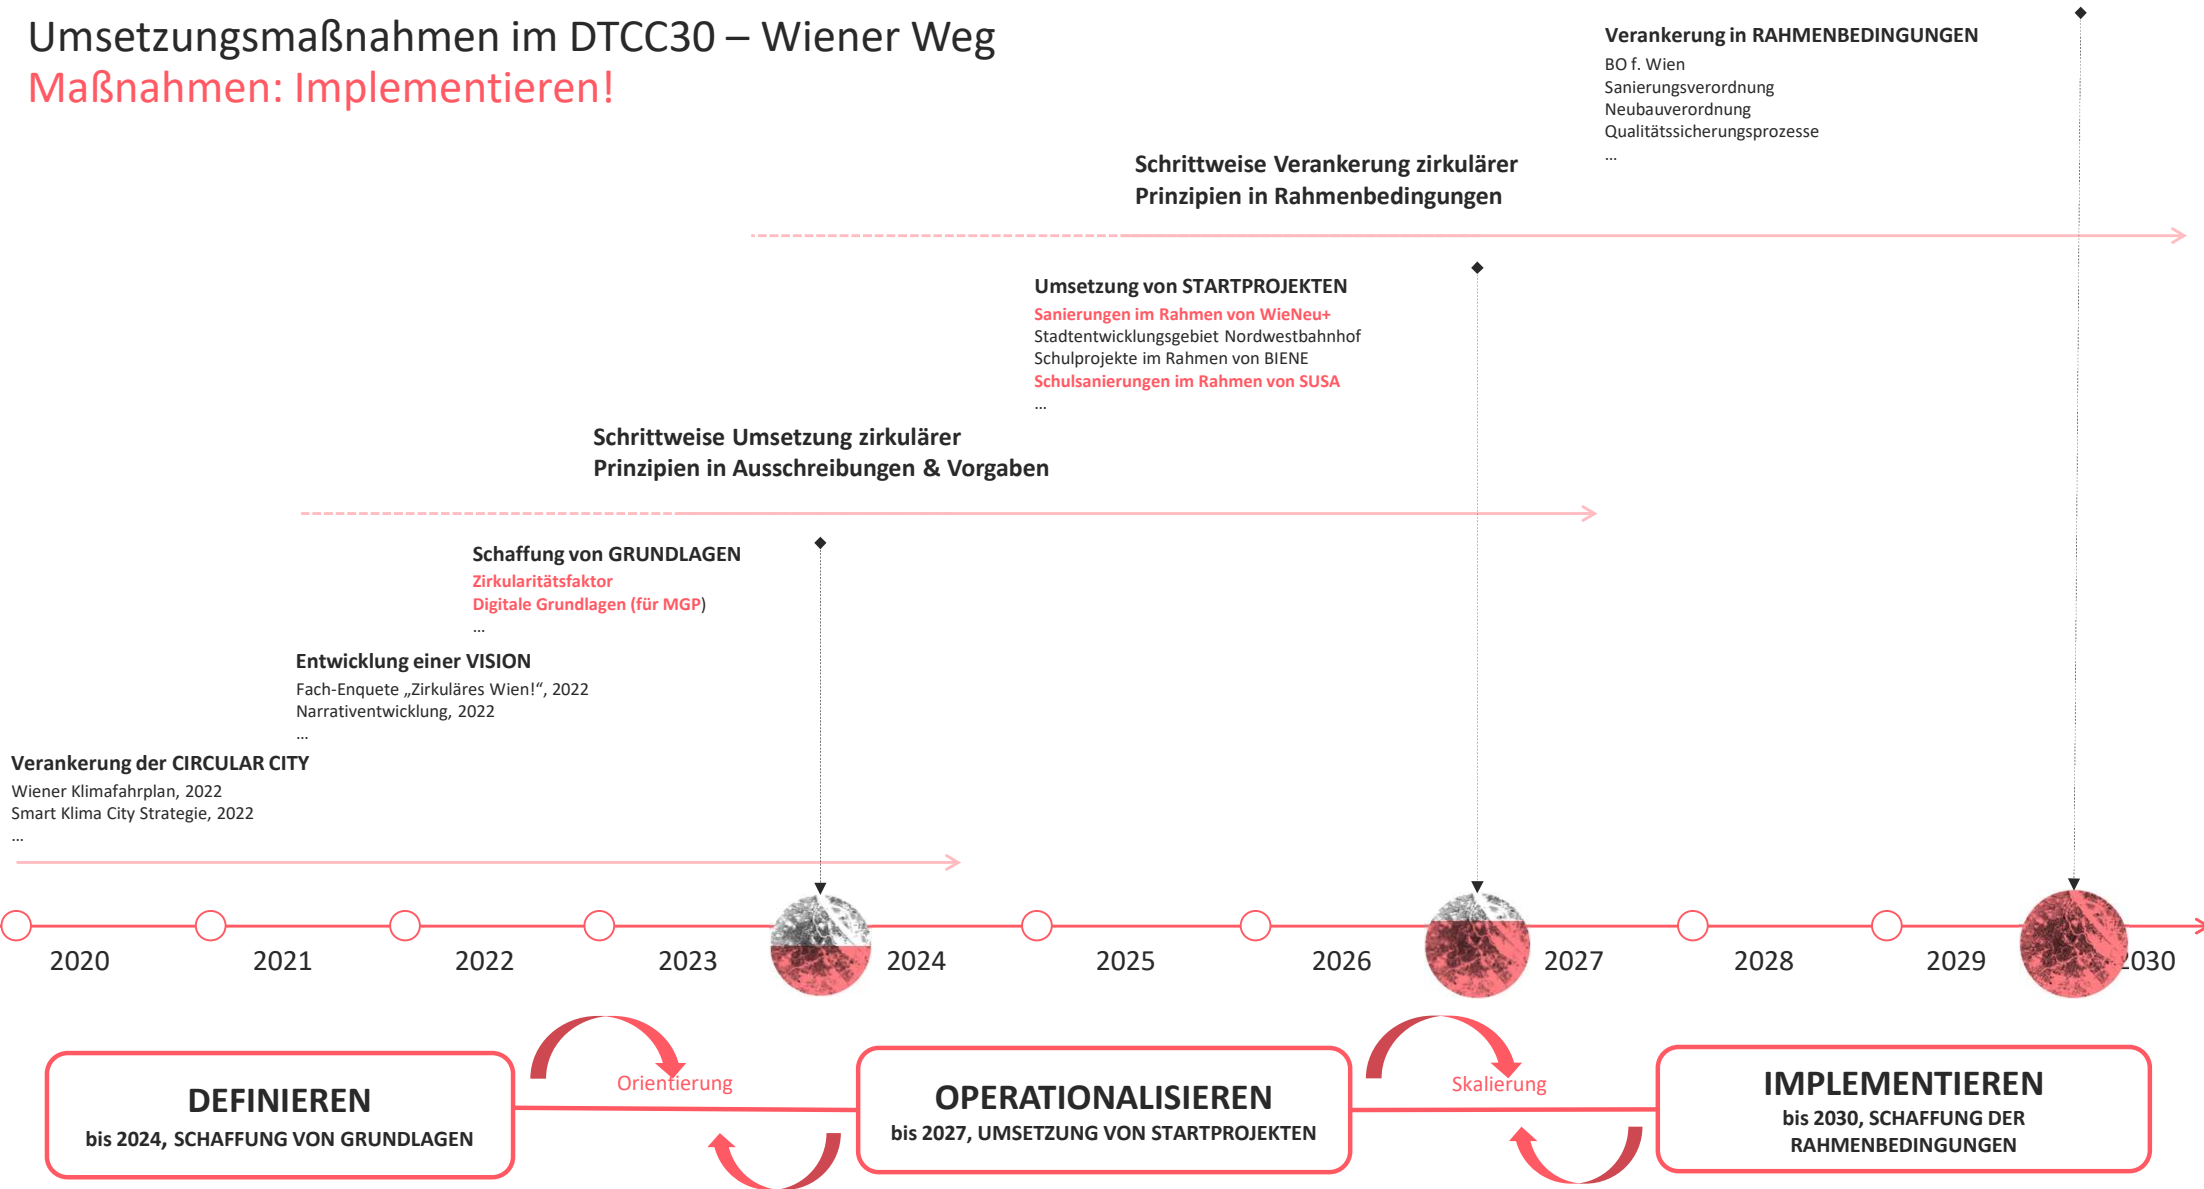 Umsetzungsmaßnahmen im DTCC30 – Wiener Weg
Maßnahmen: Implementieren!
Verankerung in RAHMENBEDINGUNGEN
BO f. Wien
Sanierungsverordnung
Neubauverordnung
Qualitätssicherungsprozesse
...
Schrittweise Verankerung zirkulärer
Prinzipien in Rahmenbedingungen
Umsetzung von STARTPROJEKTEN
Sanierungen im Rahmen von WieNeu+
Stadtentwicklungsgebiet Nordwestbahnhof
Schulprojekte im Rahmen von BIENE
Schulsanierungen im Rahmen von SUSA
...
Schrittweise Umsetzung zirkulärer
Prinzipien in Ausschreibungen & Vorgaben
Schaffung von GRUNDLAGEN
Zirkularitätsfaktor
Digitale Grundlagen (für MGP)
...
Entwicklung einer VISION
Fach-Enquete „Zirkuläres Wien!“, 2022
Narrativentwicklung, 2022
...
Verankerung der CIRCULAR CITY
Wiener Klimafahrplan, 2022
Smart Klima City Strategie, 2022
...
2020
2021
2022
2023
2024
2025
2026
2027
2028
2029
2030
DEFINIEREN
bis 2024, SCHAFFUNG VON GRUNDLAGEN
Orientierung
OPERATIONALISIEREN
bis 2027, UMSETZUNG VON STARTPROJEKTEN
Skalierung
IMPLEMENTIEREN
bis 2030, SCHAFFUNG DER
RAHMENBEDINGUNGEN